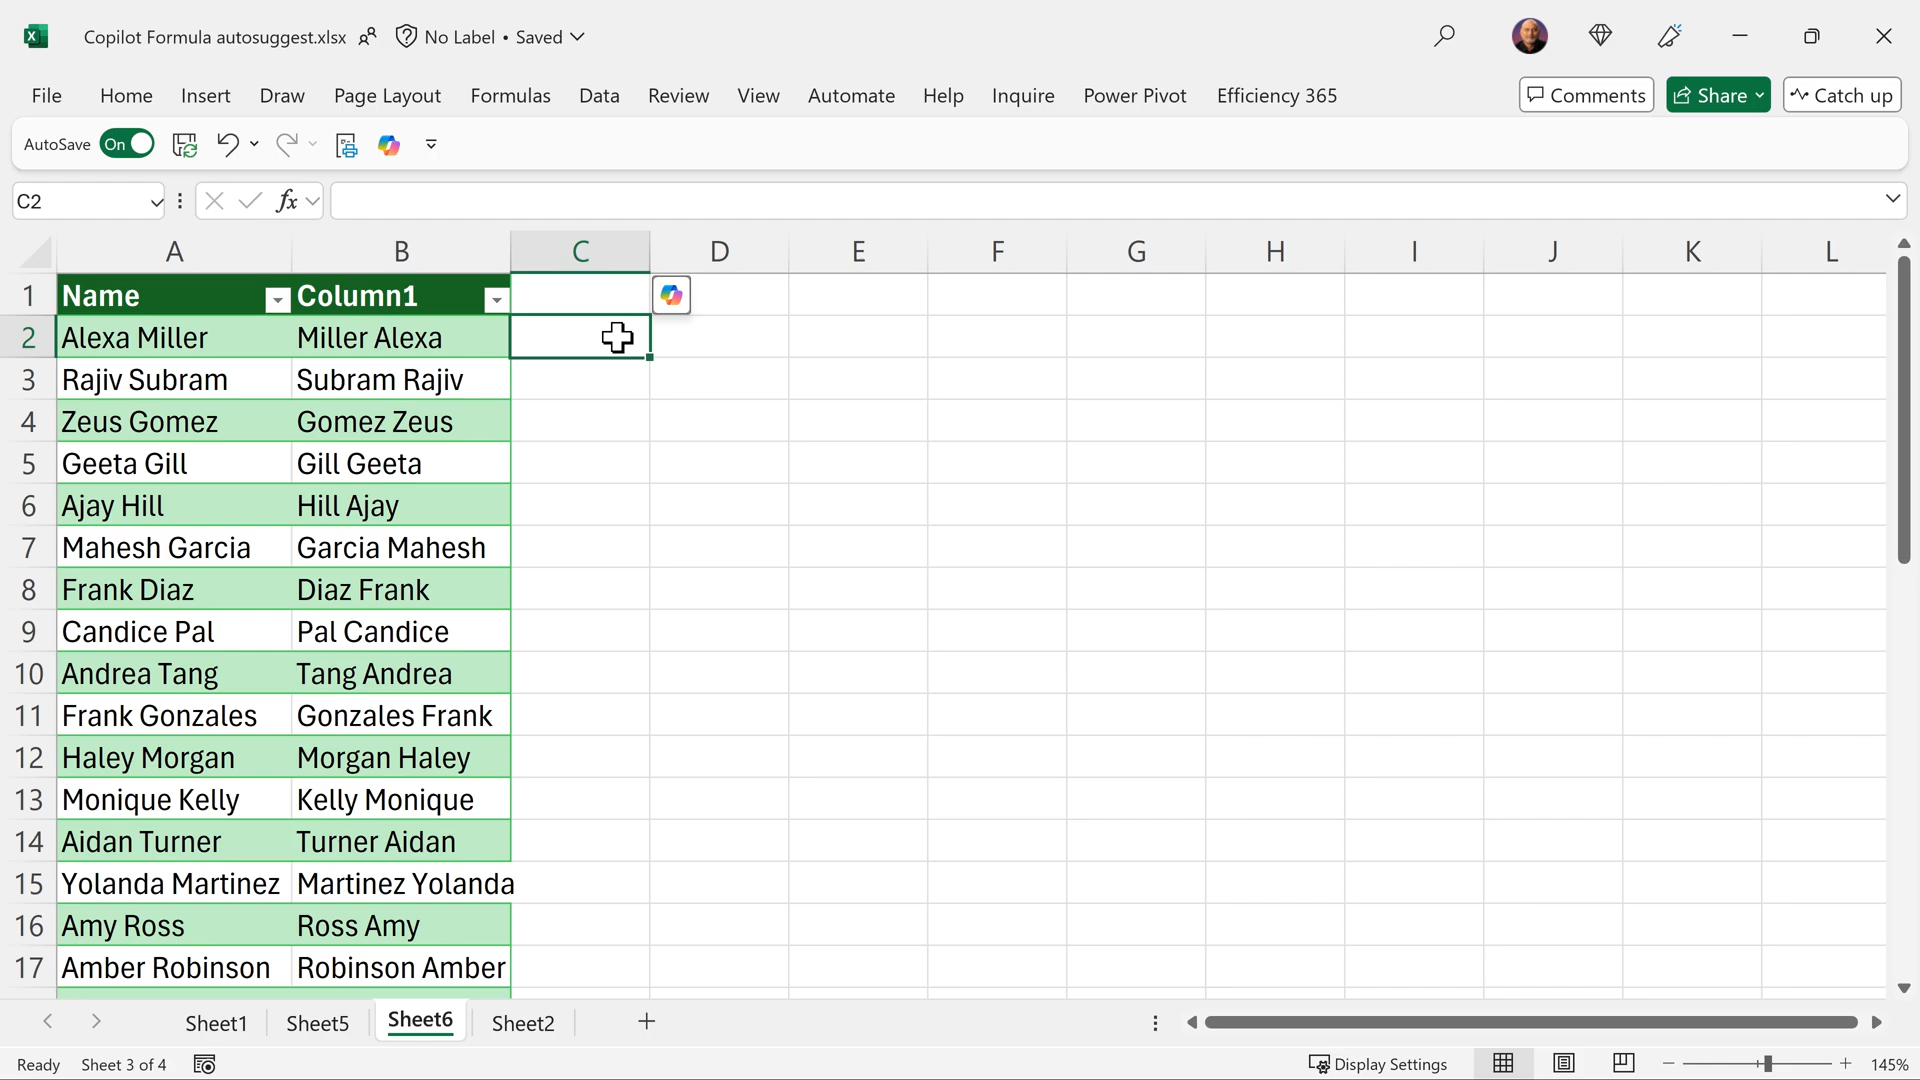 Copilot Formula autosuggest.xlsx No Label • Saved
File Home Insert Draw Page Layout Formulas Data Review View Automate Help Inquire Power Pivot Efficiency 365 Comments Share Catch up
AutoSave On
C2 fx
A B C D E F G H I J K L
1 Name Column1
2 Alexa Miller Miller Alexa
3 Rajiv Subram Subram Rajiv
4 Zeus Gomez Gomez Zeus
5 Geeta Gill Gill Geeta
6 Ajay Hill Hill Ajay
7 Mahesh Garcia Garcia Mahesh
8 Frank Diaz Diaz Frank
9 Candice Pal Pal Candice
10 Andrea Tang Tang Andrea
11 Frank Gonzales Gonzales Frank
12 Haley Morgan Morgan Haley
13 Monique Kelly Kelly Monique
14 Aidan Turner Turner Aidan
15 Yolanda Martinez Martinez Yolanda
16 Amy Ross Ross Amy
17 Amber Robinson Robinson Amber
Sheet1 Sheet5 Sheet6 Sheet2
Ready Sheet 3 of 4 Display Settings 145%